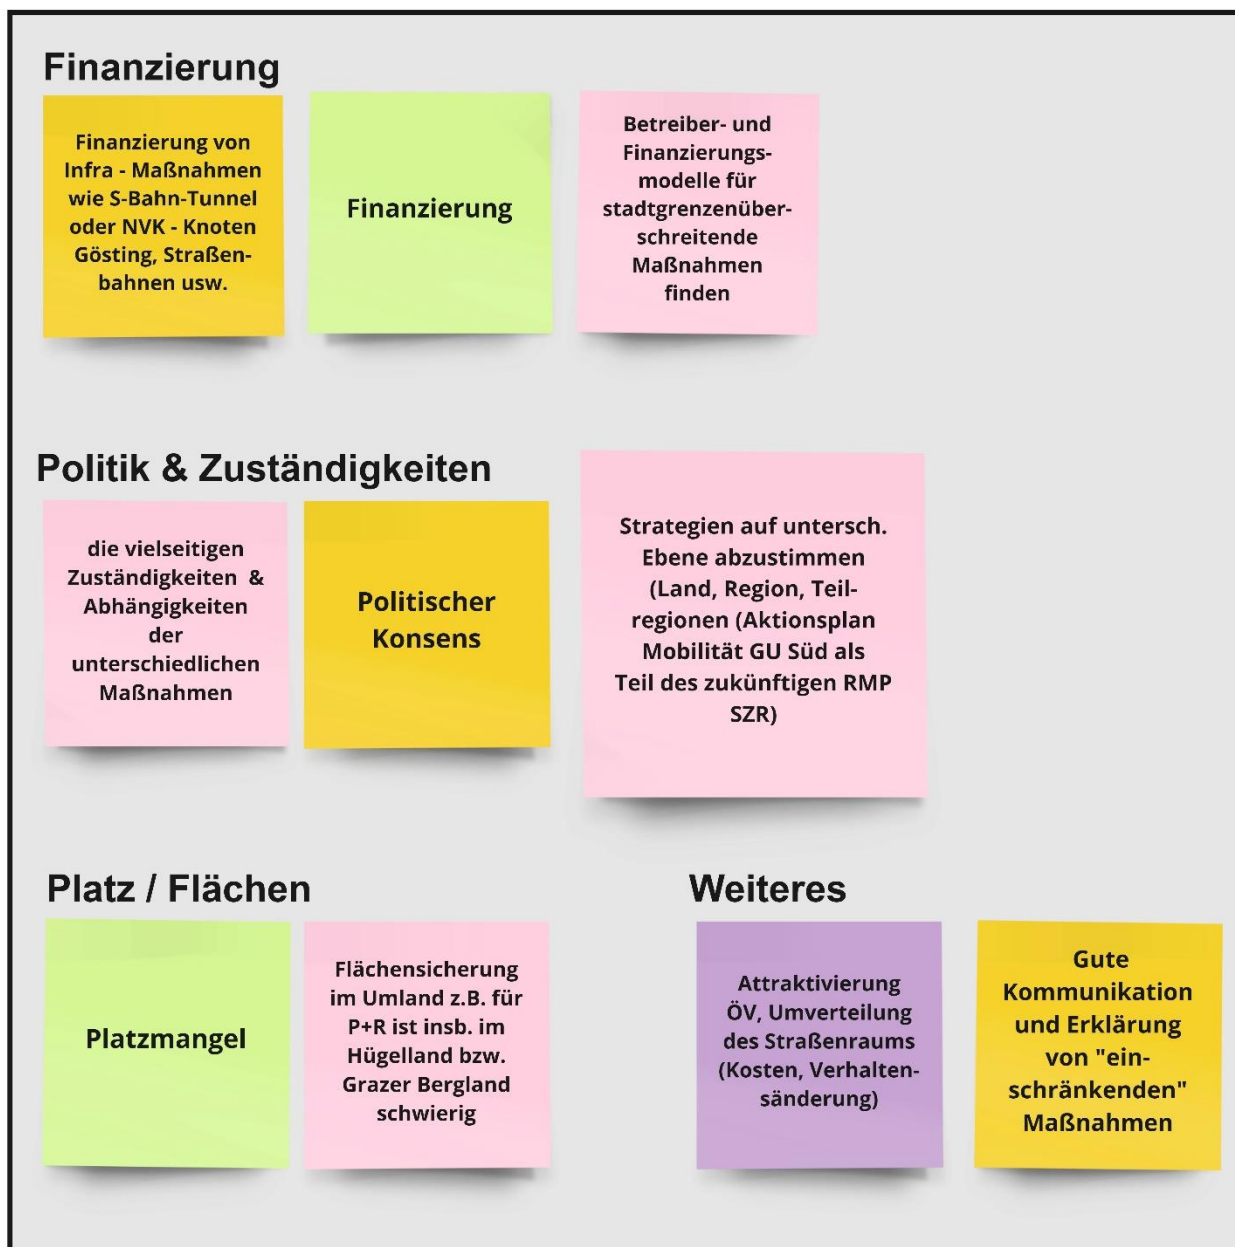 Finanzierung
Finanzierung von
Infra - Maßnahmen
wie S-Bahn-Tunnel
oder NVK - Knoten
Gösting, Straßen-
bahnen usw.
Finanzierung
Betreiber- und
Finanzierungs-
modelle für
stadtgrenzenüber-
schreitende
Maßnahmen
finden
Politik & Zuständigkeiten
die vielseitigen
Zuständigkeiten &
Abhängigkeiten
der
unterschiedlichen
Maßnahmen
Politischer
Konsens
Strategien auf untersch.
Ebene abzustimmen
(Land, Region, Teil-
regionen (Aktionsplan
Mobilität GU Süd als
Teil des zukünftigen RMP
SZR)
Platz / Flächen
Platzmangel
Flächensicherung
im Umland z.B. für
P+R ist insb. im
Hügelland bzw.
Grazer Bergland
schwierig
Weiteres
Attraktivierung
ÖV, Umverteilung
des Straßenraums
(Kosten, Verhalten-
sänderung)
Gute
Kommunikation
und Erklärung
von "ein-
schränkenden"
Maßnahmen